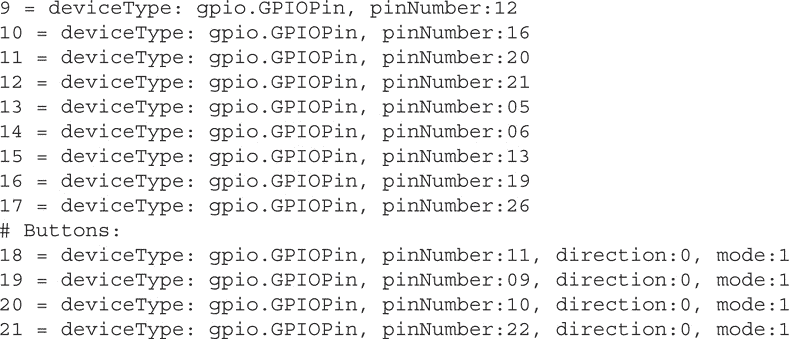 9 = deviceType: gpio.GPIOPin, pinNumber:12
10 = deviceType: gpio.GPIOPin, pinNumber:16
11 = deviceType: gpio.GPIOPin, pinNumber:20
12 = deviceType: gpio.GPIOPin, pinNumber:21
13 = deviceType: gpio.GPIOPin, pinNumber:05
14 = deviceType: gpio.GPIOPin, pinNumber:06
15 = deviceType: gpio.GPIOPin, pinNumber:13
16 = deviceType: gpio.GPIOPin, pinNumber:19
17 = deviceType: gpio.GPIOPin, pinNumber:26
# Buttons:
18 = deviceType: gpio.GPIOPin, pinNumber:11, direction:0, mode:1
19 = deviceType: gpio.GPIOPin, pinNumber:09, direction:0, mode:1
20 = deviceType: gpio.GPIOPin, pinNumber:10, direction:0, mode:1
21 = deviceType: gpio.GPIOPin, pinNumber:22, direction:0, mode:1